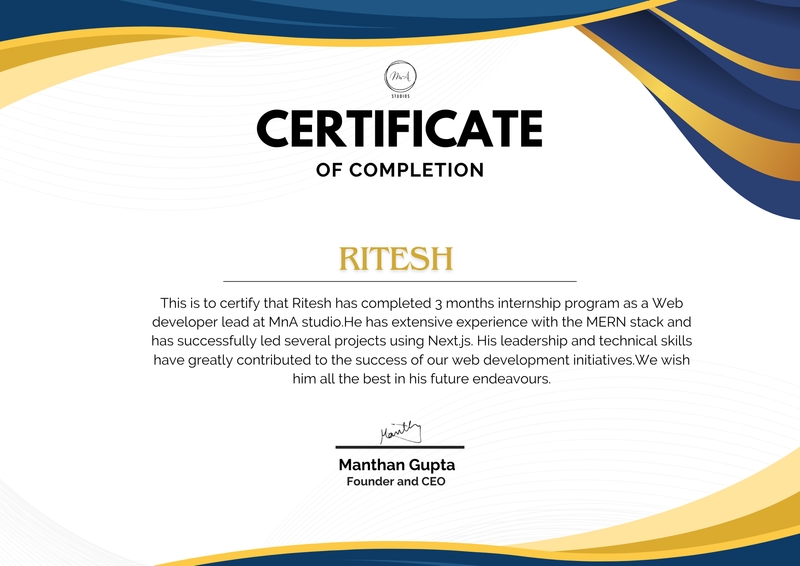 MnA
STUDIOS
CERTIFICATE
OF COMPLETION
RITESH
This is to certify that Ritesh has completed 3 months internship program as a Web
developer lead at MnA studio.He has extensive experience with the MERN stack and
has successfully led several projects using Next.js. His leadership and technical skills
have greatly contributed to the success of our web development initiatives.We wish
him all the best in his future endeavours.
Manth
Manthan Gupta
Founder and CEO